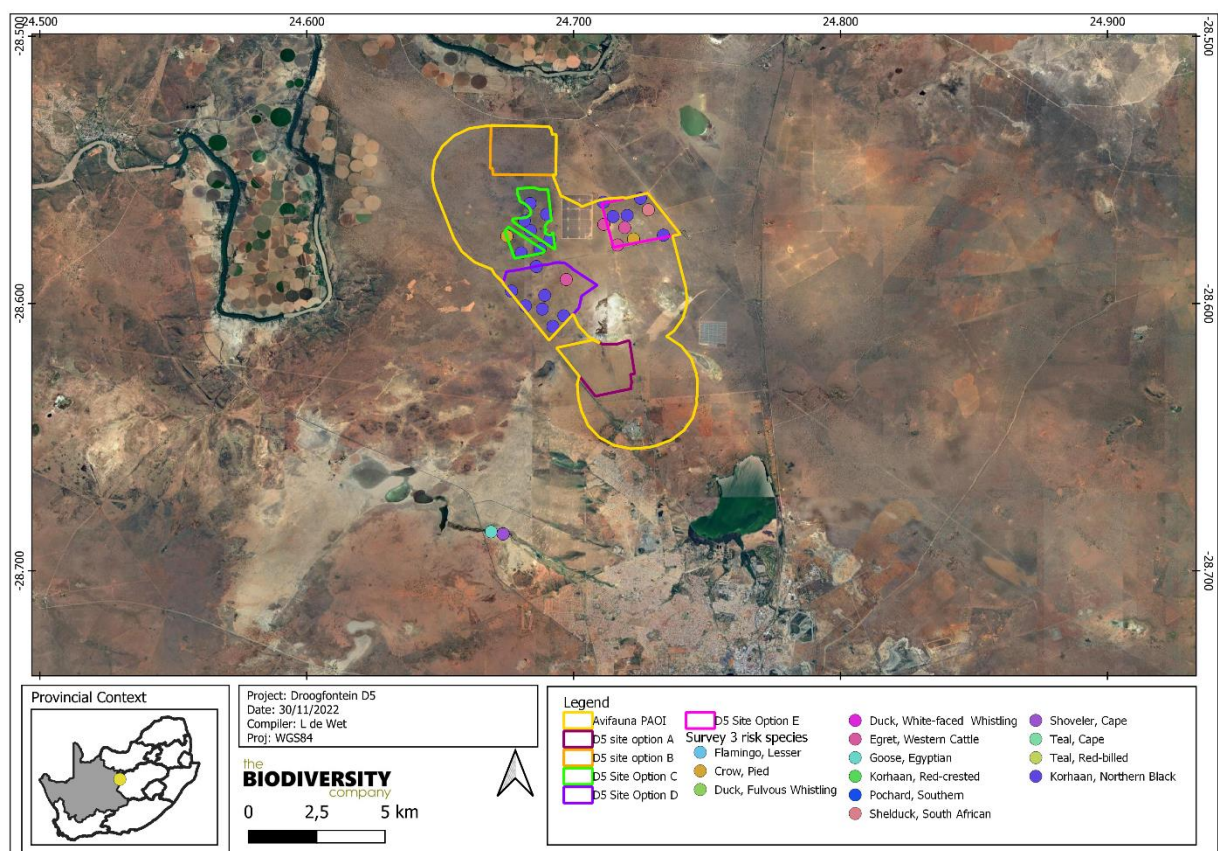 24.500 24.600 24.700 24.800 24.900
-28.500 -28.500
-28.600 -28.600
-28.700 -28.700
Provincial Context
Project: Droogfontein D5
Date: 30/11/2022
Compiler: L de Wet
Proj: WGS84
the
BIODIVERSITY
company
0 2,5 5 km
Legend
Avifauna PAOI
D5 site option A
D5 site option B
D5 Site Option C
D5 Site Option D
D5 Site Option E
Survey 3 risk species
Flamingo, Lesser
Crow, Pied
Duck, Fulvous Whistling
Duck, White-faced Whistling
Egret, Western Cattle
Goose, Egyptian
Korhaan, Red-crested
Pochard, Southern
Shelduck, South African
Shoveler, Cape
Teal, Cape
Teal, Red-billed
Korhaan, Northern Black